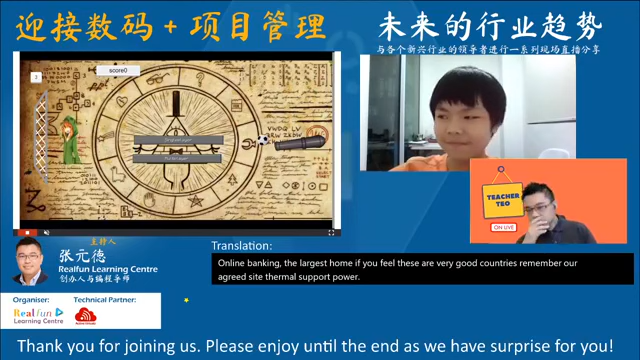 迎接数码 + 项目管理
未来的行业趋势
与各个新兴行业的领导者进行一系列现场直播分享
score0
3
VWDHQ LV
TEACHER
TEO
ON LIVE
主持人
张元德
Realfun Learning Centre
创办人与编程导师
Translation:
Online banking, the largest home if you feel these are very good countries remember our
agreed site thermal support power.
Organiser:
Technical Partner:
Realfun
Learning Centre
Thank you for joining us. Please enjoy until the end as we have surprise for you!